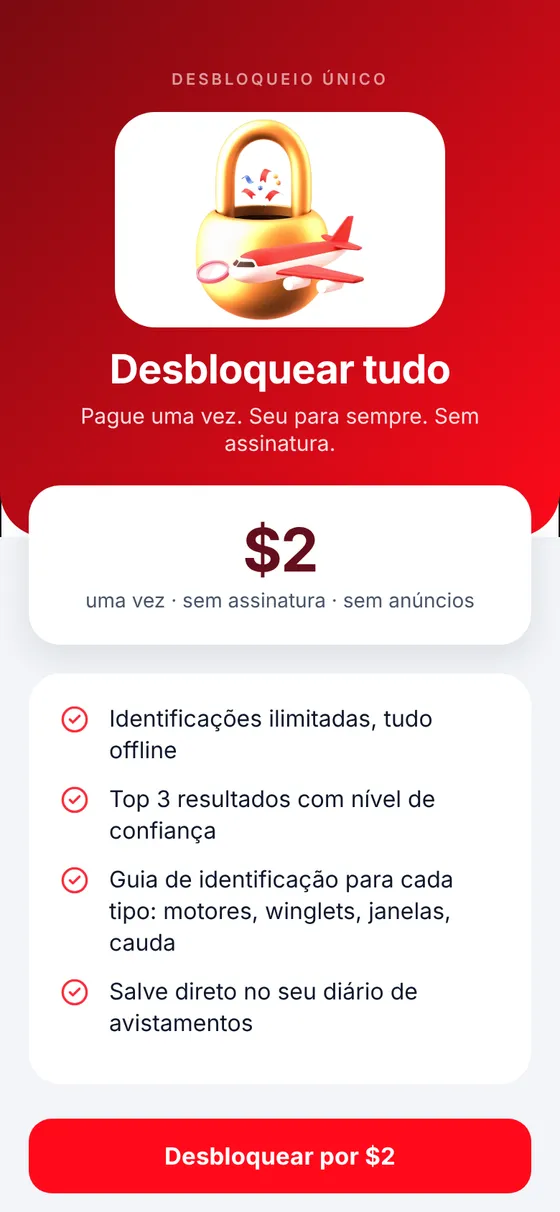 DESBLOQUEIO ÚNICO
Desbloquear tudo
Pague uma vez. Seu para sempre. Sem
assinatura.
$2
uma vez · sem assinatura · sem anúncios
Identificações ilimitadas, tudo
offline
Top 3 resultados com nível de
confiança
Guia de identificação para cada
tipo: motores, winglets, janelas,
cauda
Salve direto no seu diário de
avistamentos
Desbloquear por $2